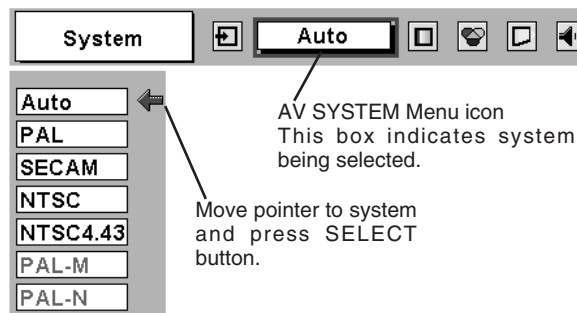 System
Auto
AV SYSTEM Menu icon
This box indicates system
being selected.
Auto
PAL
SECAM
NTSC
NTSC4.43
PAL-M
PAL-N
Move pointer to system
and press SELECT
button.